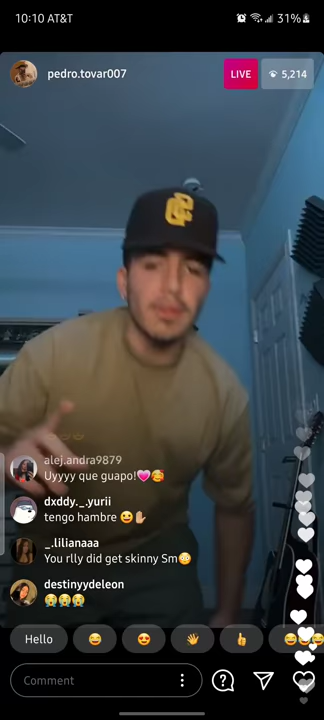 10:10 AT&T
31%
pedro.tovar007
LIVE
5,214
alej.andra9879
Uyyyy que guapo!💗🥰
dxddy._.yurii
tengo hambre 😀✋
_.lilianaaa
You rlly did get skinny Sm😳
destinyydeleon
😭😭😭
Hello
Comment